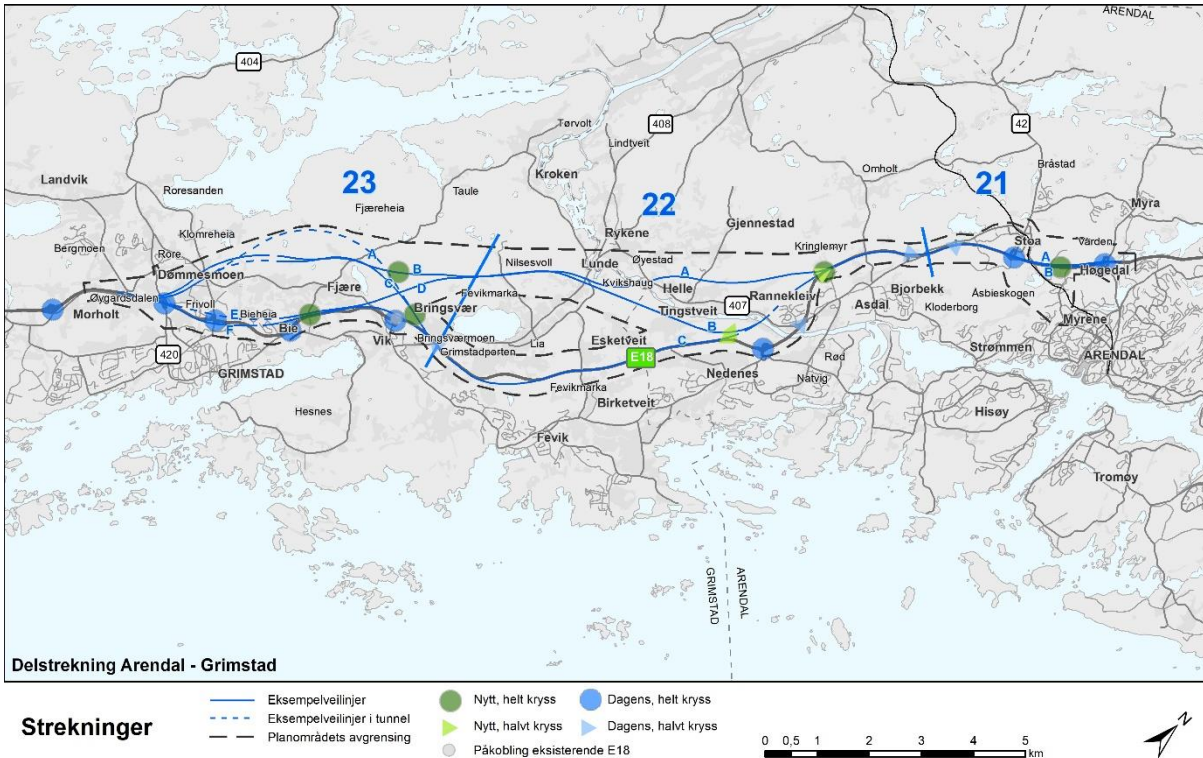 ARENDAL
404
408
42
Tørvolt
Lindtveit
Bråstad
Omholt
Landvik
Roresanden
23
Fjæreheia
Taule
Kroken
22
21
Myra
Klomreheia
Gjennestad
Rykene
Bergmoen
Rore
Kringlemyr
Stoa
Värden
Dømmesmoen
A
B
Nilsesvoll
Lunde
Øyestad
A
A
Høgedal
C
D
Kvikshaug
Helle
B
Øygardsdalen
Frivoll
Fjære
Fevikmarka
407
Rannekleiv
Bjorbekk
Åsbieskogen
Morholt
E
Bieheia
Bringsvær
Tingstveit
Asdal
Kloderborg
Myrene
F
Bie
B
420
Vik
Bringsværmoen
Lia
Esketveit
C
Strømmen
ARENDAL
Grimstadporten
E18
GRIMSTAD
Nedenes
Rød
Natvig
Hesnes
Fevikmarka
Birketveit
Hisøy
Fevik
Tromøy
GRIMSTAD
ARENDAL
Delstrekning Arendal - Grimstad
Strekninger
Eksempelveilinjer
Eksempelveilinjer i tunnel
Planområdets avgrensing
Nytt, helt kryss
Dagens, helt kryss
Nytt, halvt kryss
Dagens, halvt kryss
Påkobling eksisterende E18
0 0,5 1 2 3 4 5
km
N